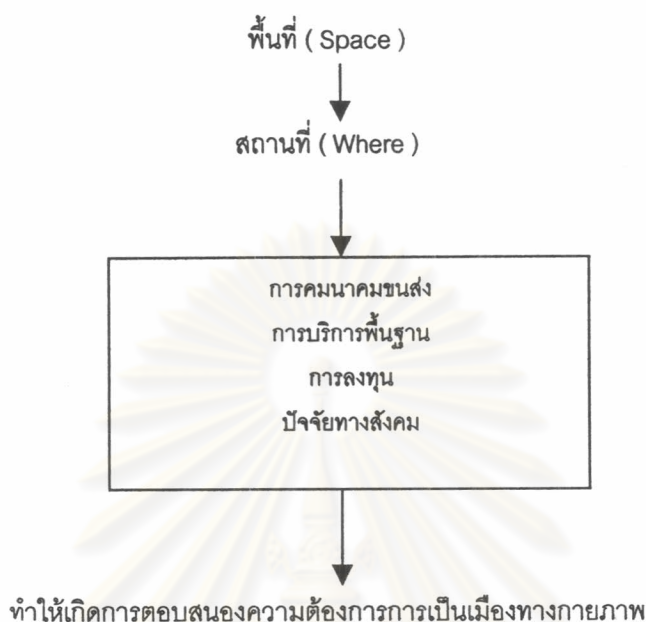 พื้นที่ ( Space )
สถานที่ ( Where )
การคมนาคมขนส่ง
การบริการพื้นฐาน
การลงทุน
ปัจจัยทางสังคม
ทำให้เกิดการตอบสนองความต้องการการเป็นเมืองทางกายภาพ